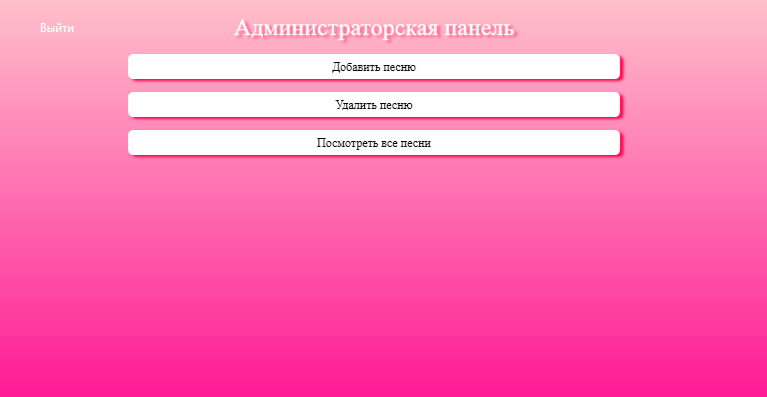 Выйти
Администраторская панель
Добавить песню
Удалить песню
Посмотреть все песни